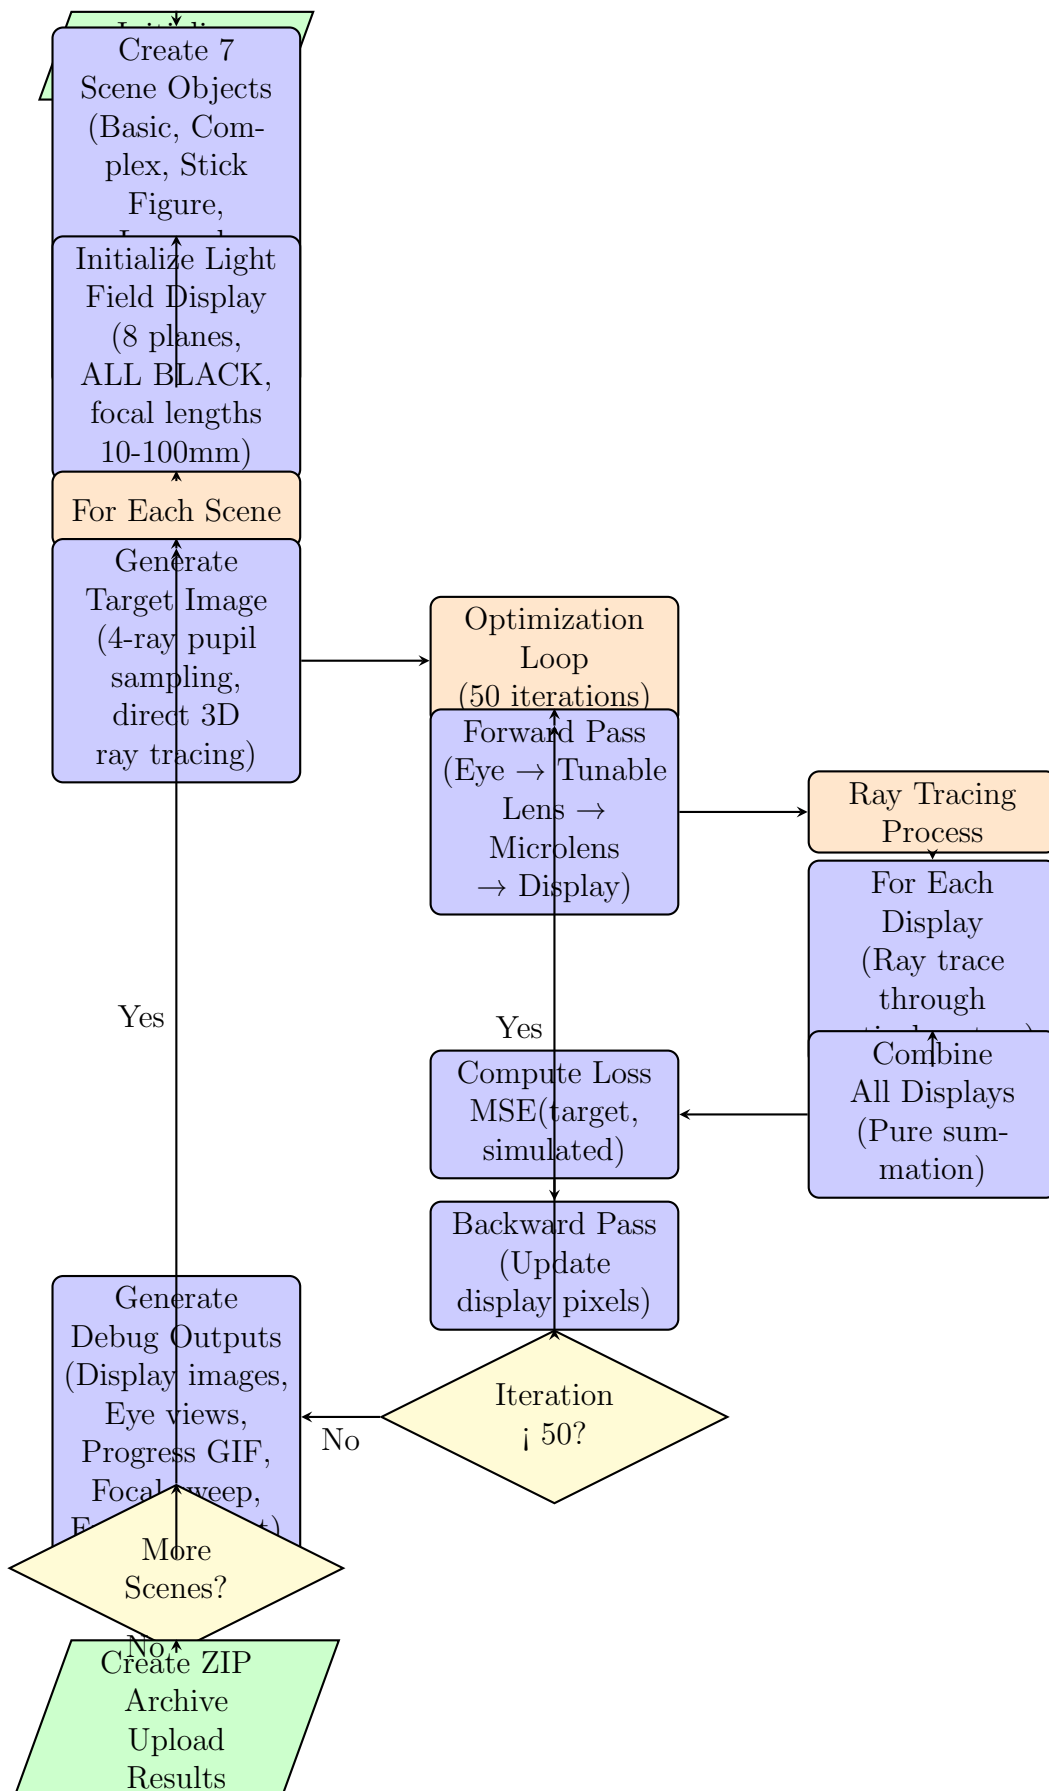 Create 7
Scene Objects
(Basic, Com-
plex, Stick
Figure,
Initialize Light
Field Display
(8 planes,
ALL BLACK,
focal lengths
10-100mm)
For Each Scene
Generate
Target Image
(4-ray pupil
sampling,
direct 3D
ray tracing)
Optimization
Loop
(50 iterations)
Forward Pass
(Eye → Tunable
Lens →
Microlens
→ Display)
Ray Tracing
Process
For Each
Display
(Ray trace
through
Combine
All Displays
(Pure sum-
mation)
Yes
Yes
Compute Loss
MSE(target,
simulated)
Backward Pass
(Update
display pixels)
Iteration
¡ 50?
No
Generate
Debug Outputs
(Display images,
Eye views,
Progress GIF,
Focal sweep,
More
Scenes?
No
Create ZIP
Archive
Upload
Results